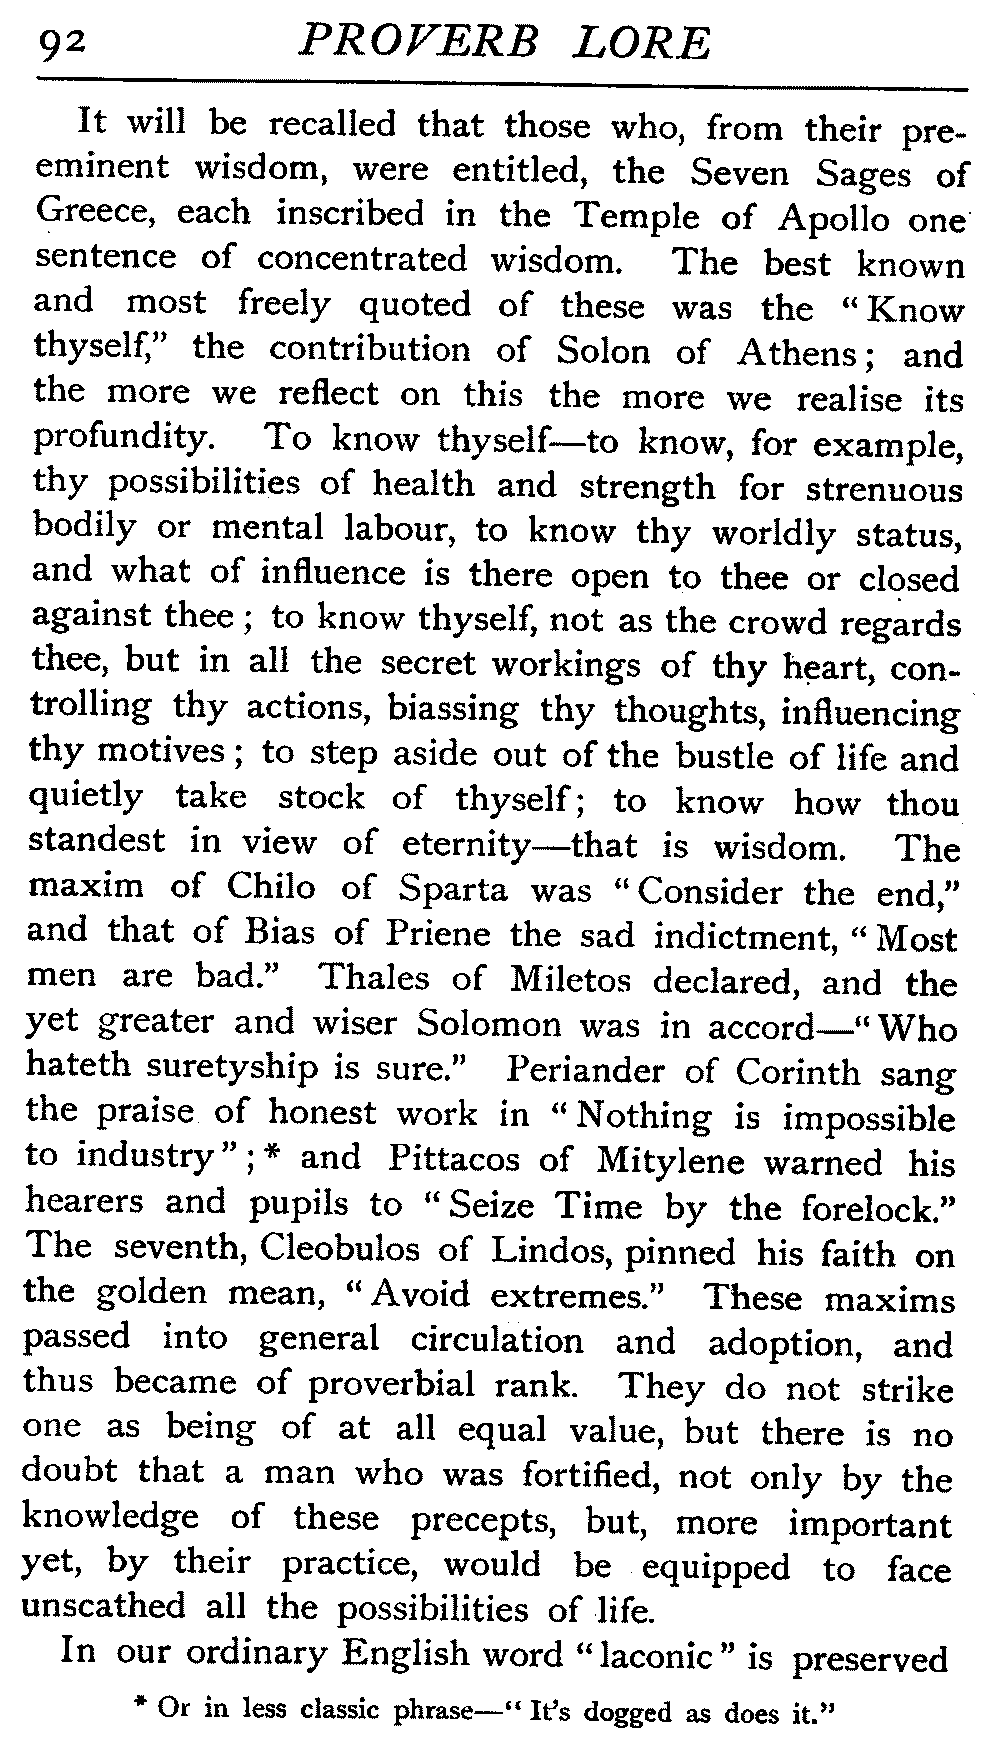 92 PROVERB LORE
It will be recalled that those who, from their pre-
eminent wisdom, were entitled, the Seven Sages of
Greece, each inscribed in the Temple of Apollo one
sentence of concentrated wisdom. The best known
and most freely quoted of these was the “Know
thyself,” the contribution of Solon of Athens; and
the more we reflect on this the more we realise its
profundity. To know thyself—to know, for example,
thy possibilities of health and strength for strenuous
bodily or mental labour, to know thy worldly status,
and what of influence is there open to thee or closed
against thee; to know thyself, not as the crowd regards
thee, but in all the secret workings of thy heart, con-
trolling thy actions, biassing thy thoughts, influencing
thy motives; to step aside out of the bustle of life and
quietly take stock of thyself; to know how thou
standest in view of eternity—that is wisdom. The
maxim of Chilo of Sparta was “Consider the end,”
and that of Bias of Priene the sad indictment, “Most
men are bad.” Thales of Miletos declared, and the
yet greater and wiser Solomon was in accord—“Who
hateth suretyship is sure.” Periander of Corinth sang
the praise of honest work in “Nothing is impossible
to industry”;* and Pittacos of Mitylene warned his
hearers and pupils to “Seize Time by the forelock.”
The seventh, Cleobulos of Lindos, pinned his faith on
the golden mean, “Avoid extremes.” These maxims
passed into general circulation and adoption, and
thus became of proverbial rank. They do not strike
one as being of at all equal value, but there is no
doubt that a man who was fortified, not only by the
knowledge of these precepts, but, more important
yet, by their practice, would be equipped to face
unscathed all the possibilities of life.
In our ordinary English word “laconic” is preserved
* Or in less classic phrase—“It’s dogged as does it.”